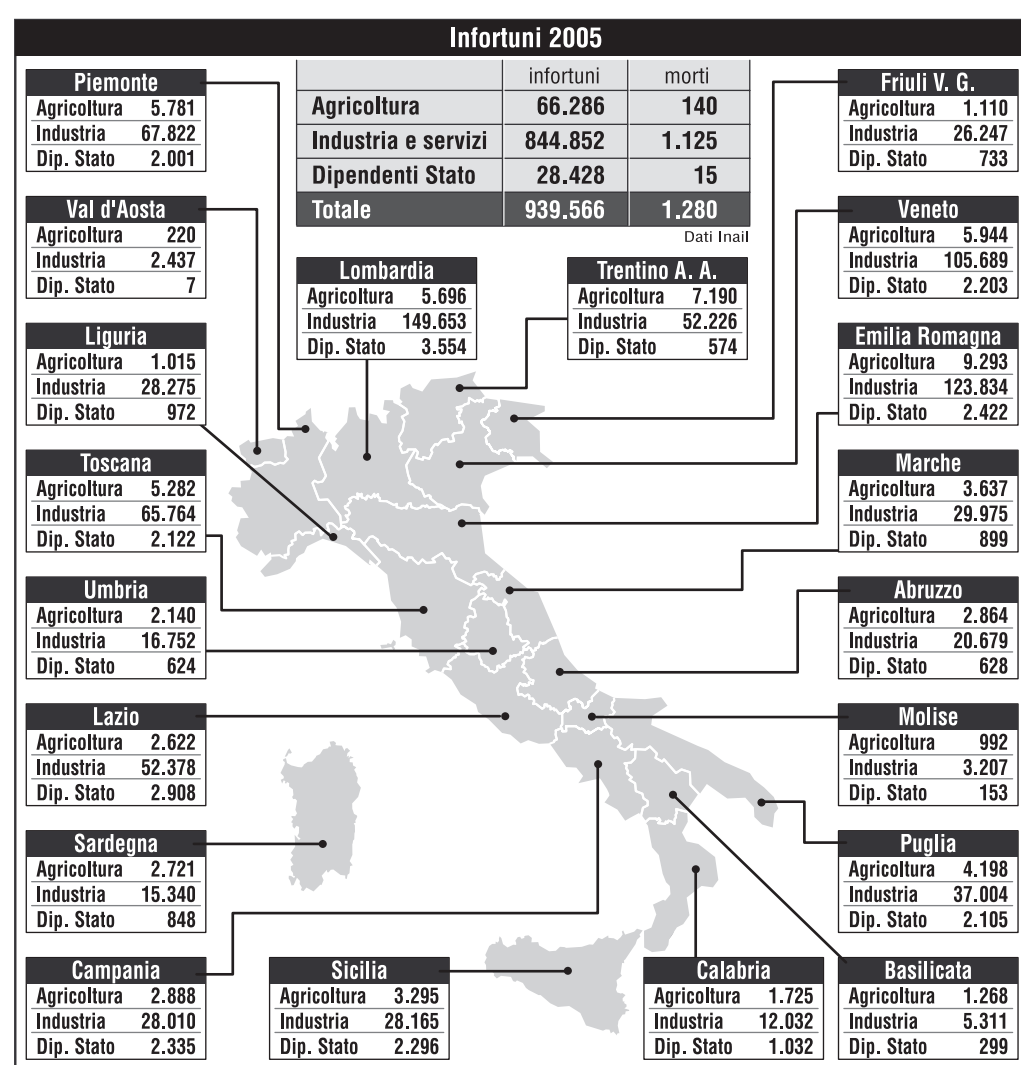 Infortuni 2005
infortuni morti
Agricoltura 66.286 140
Industria e servizi 844.852 1.125
Dipendenti Stato 28.428 15
Totale 939.566 1.280
Dati Inail
Piemonte
Agricoltura 5.781
Industria 67.822
Dip. Stato 2.001
Val d'Aosta
Agricoltura 220
Industria 2.437
Dip. Stato 7
Liguria
Agricoltura 1.015
Industria 28.275
Dip. Stato 972
Toscana
Agricoltura 5.282
Industria 65.764
Dip. Stato 2.122
Umbria
Agricoltura 2.140
Industria 16.752
Dip. Stato 624
Lazio
Agricoltura 2.622
Industria 52.378
Dip. Stato 2.908
Sardegna
Agricoltura 2.721
Industria 15.340
Dip. Stato 848
Campania
Agricoltura 2.888
Industria 28.010
Dip. Stato 2.335
Lombardia
Agricoltura 5.696
Industria 149.653
Dip. Stato 3.554
Trentino A. A.
Agricoltura 7.190
Industria 52.226
Dip. Stato 574
Sicilia
Agricoltura 3.295
Industria 28.165
Dip. Stato 2.296
Calabria
Agricoltura 1.725
Industria 12.032
Dip. Stato 1.032
Friuli V. G.
Agricoltura 1.110
Industria 26.247
Dip. Stato 733
Veneto
Agricoltura 5.944
Industria 105.689
Dip. Stato 2.203
Emilia Romagna
Agricoltura 9.293
Industria 123.834
Dip. Stato 2.422
Marche
Agricoltura 3.637
Industria 29.975
Dip. Stato 899
Abruzzo
Agricoltura 2.864
Industria 20.679
Dip. Stato 628
Molise
Agricoltura 992
Industria 3.207
Dip. Stato 153
Puglia
Agricoltura 4.198
Industria 37.004
Dip. Stato 2.105
Basilicata
Agricoltura 1.268
Industria 5.311
Dip. Stato 299